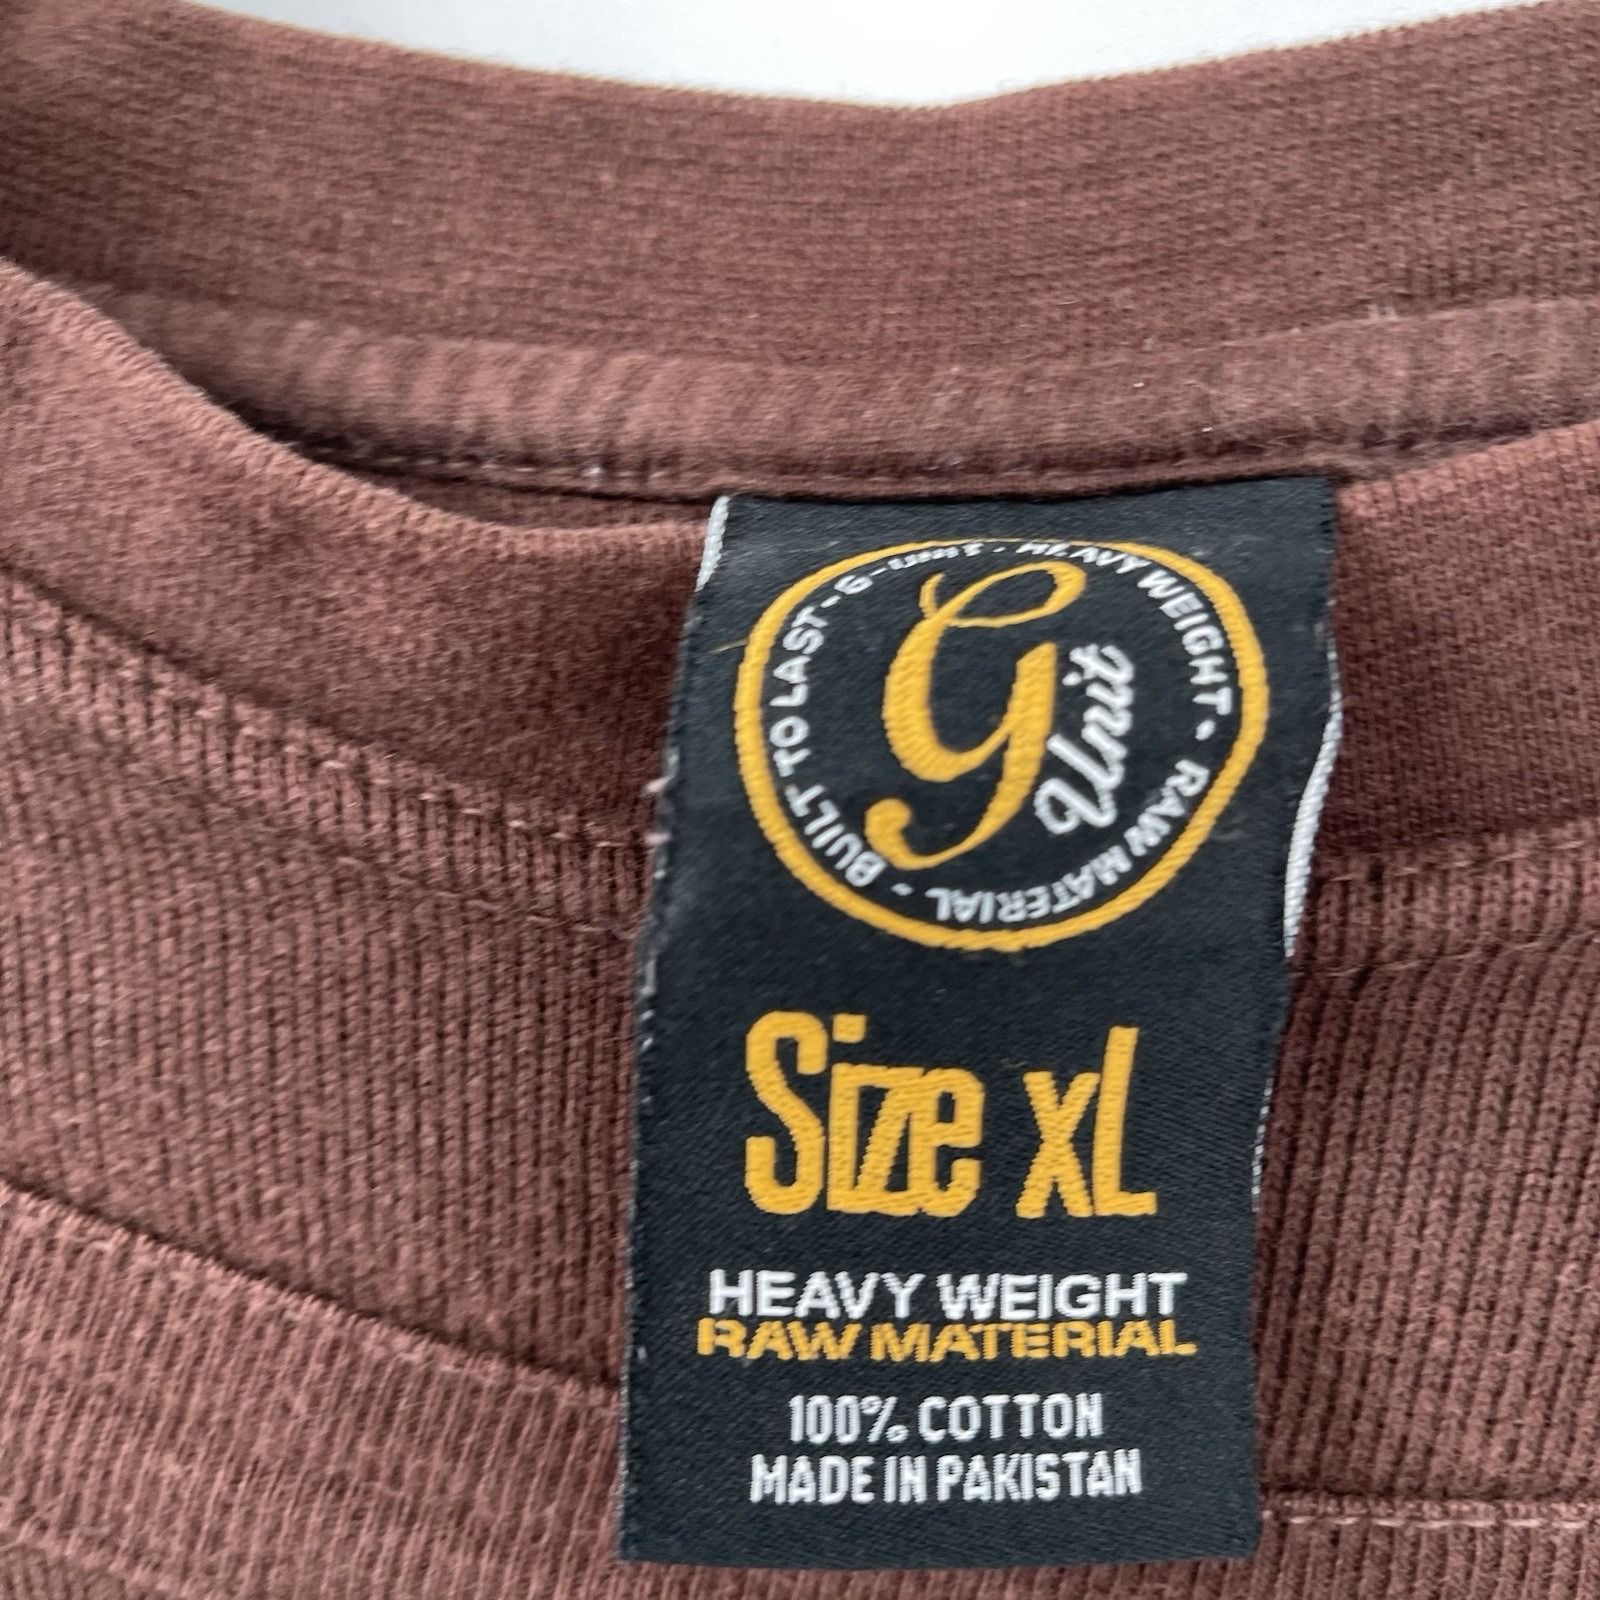 G-UNIT - HEAVY WEIGHT - RAW MATERIAL - BUILT TO LAST -
G Unit
Size XL
HEAVY WEIGHT
RAW MATERIAL
100% COTTON
MADE IN PAKISTAN